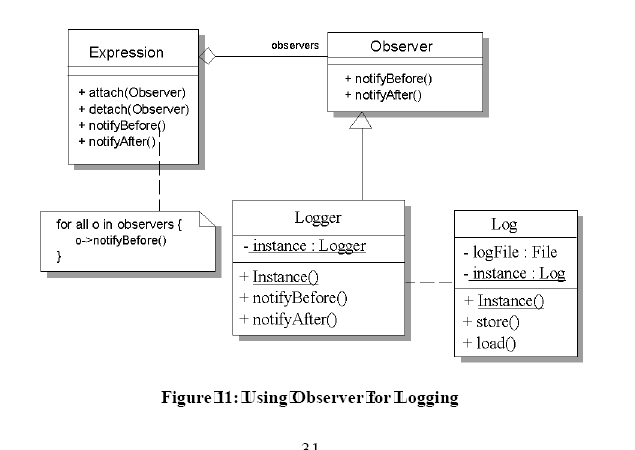 Expression
+ attach(Observer)
+ detach(Observer)
+ notifyBefore()
+ notifyAfter()
observers
Observer
+ notifyBefore()
+ notifyAfter()
for all o in observers {
o->notifyBefore()
}
Logger
- instance : Logger
+ Instance()
+ notifyBefore()
+ notifyAfter()
Log
- logFile : File
- instance : Log
+ Instance()
+ store()
+ load()
Figure 11: Using Observer for Logging
31